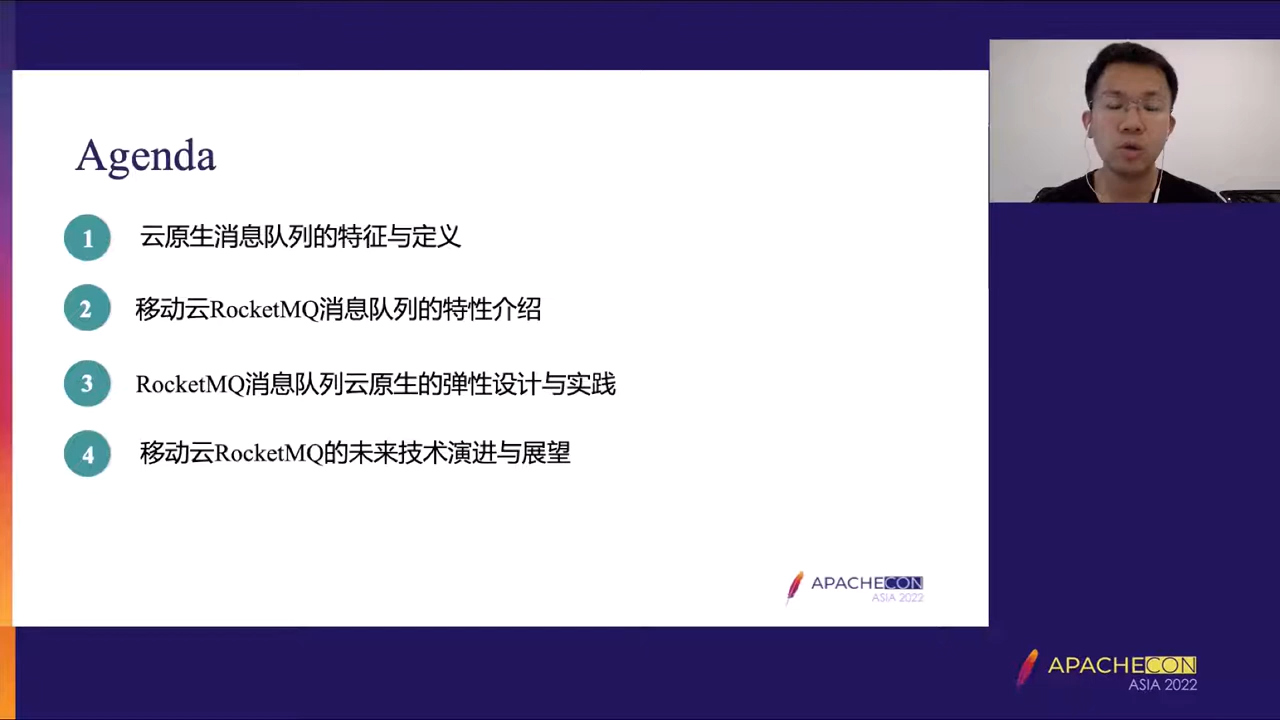 Agenda
1 云原生消息队列的特征与定义
2 移动云RocketMQ消息队列的特性介绍
3 RocketMQ消息队列云原生的弹性设计与实践
4 移动云RocketMQ的未来技术演进与展望
APACHECON
ASIA 2022
APACHECON
ASIA 2022